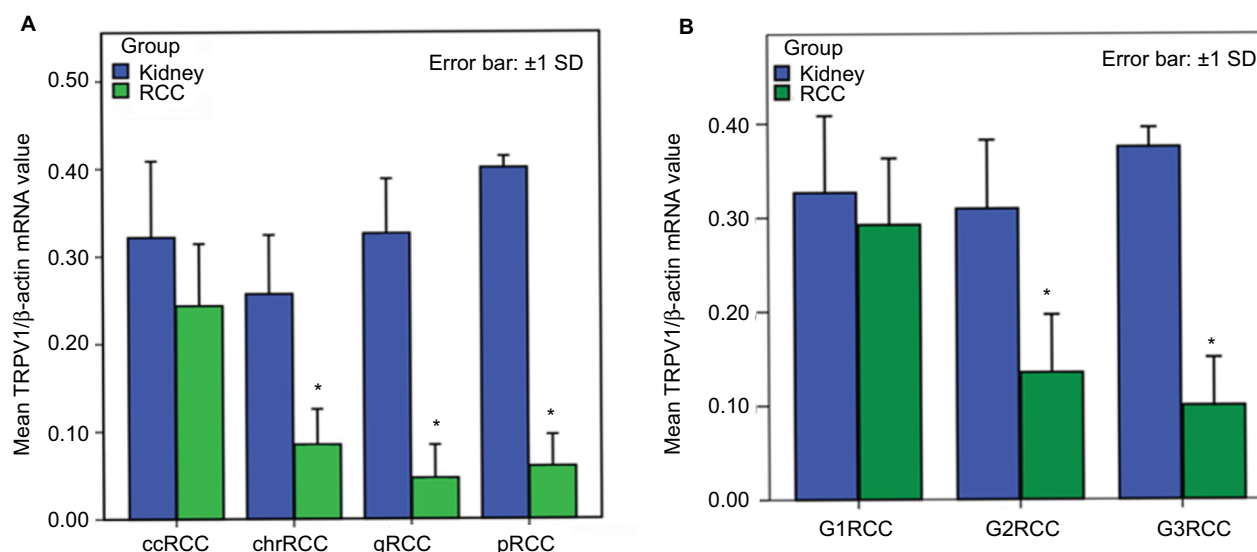 A
Group
Kidney
RCC
Error bar: ±1 SD
Mean TRPV1/β-actin mRNA value
0.50
0.40
0.30
0.20
0.10
0.00
*
*
*
ccRCC
chrRCC
gRCC
pRCC
B
Group
Kidney
RCC
Error bar: ±1 SD
Mean TRPV1/β-actin mRNA value
0.40
0.30
0.20
0.10
0.00
*
*
G1RCC
G2RCC
G3RCC